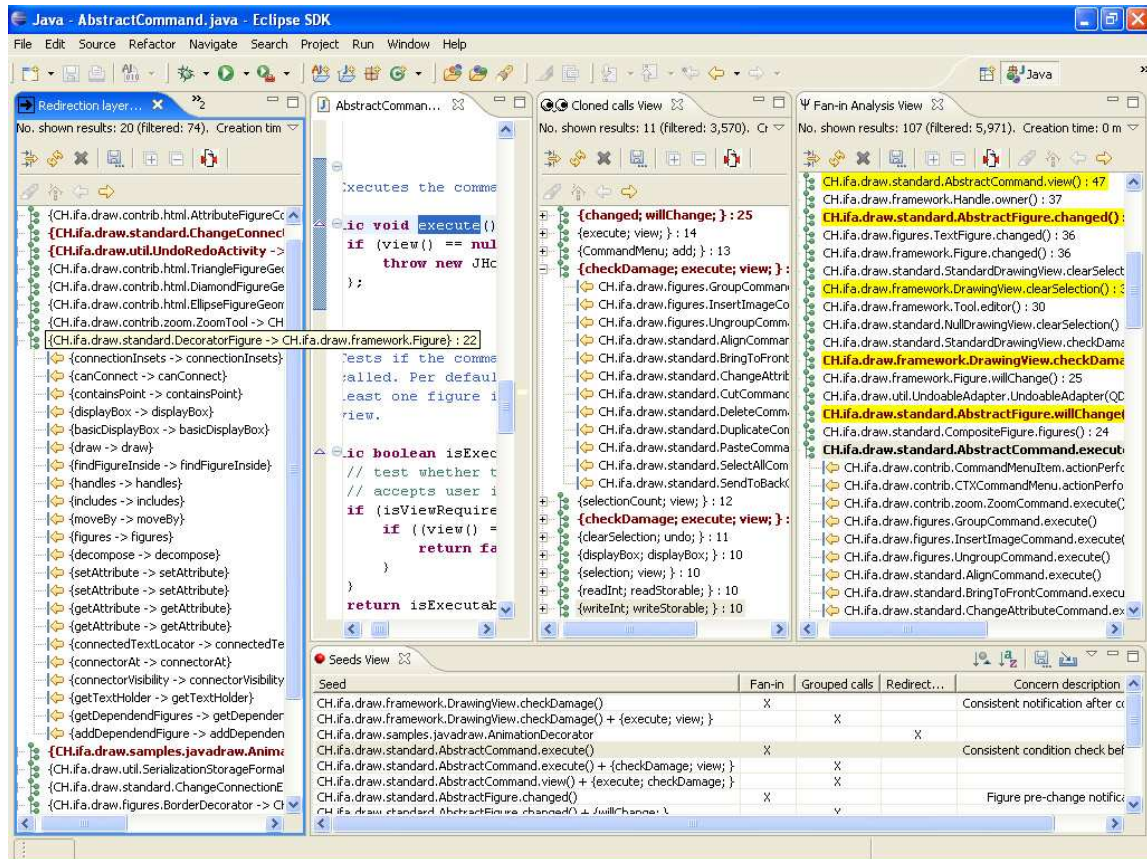 Java - AbstractCommand.java - Eclipse SDK
File Edit Source Refactor Navigate Search Project Run Window Help
Java
Redirection layer...
2
No. shown results: 20 (filtered: 74). Creation tim
{CH.ifa.draw.contrib.html.AttributeFigureCo
{CH.ifa.draw.standard.ChangeConnect
{CH.ifa.draw.util.UndoRedoActivity ->
{CH.ifa.draw.contrib.html.TriangleFigureGeo
{CH.ifa.draw.contrib.html.DiamondFigureGe
{CH.ifa.draw.contrib.html.EllipseFigureGeom
{CH.ifa.draw.contrib.zoom.ZoomTool -> CH
{CH.ifa.draw.standard.DecoratorFigure -> CH.ifa.draw.framework.Figure} : 22
{connectionInsets -> connectionInsets}
{canConnect -> canConnect}
{containsPoint -> containsPoint}
{displayBox -> displayBox}
{basicDisplayBox -> basicDisplayBox}
{draw -> draw}
{findFigureInside -> findFigureInside}
{handles -> handles}
{includes -> includes}
{moveBy -> moveBy}
{figures -> figures}
{decompose -> decompose}
{setAttribute -> setAttribute}
{setAttribute -> setAttribute}
{getAttribute -> getAttribute}
{getAttribute -> getAttribute}
{connectedTextLocator -> connectedTe
{connectorAt -> connectorAt}
{connectorVisibility -> connectorVisibility
{getTextHolder -> getTextHolder}
{getDependendFigures -> getDependen
{addDependendFigure -> addDependen
{CH.ifa.draw.samples.javadraw.Anima
{CH.ifa.draw.util.SerializationStorageFormat
{CH.ifa.draw.standard.ChangeConnectionE
{CH.ifa.draw.figures.BorderDecorator -> CH
AbstractComman...
Executes the comma
lic void execute()
if (view() == nul
throw new JHo
};
Tests if the comma
called. Per defaul
least one figure i
view.
lic boolean isExec
// test whether t
// accepts user i
if (isViewRequire
if ((view() =
return fa
}
}
return isExecutab
Cloned calls View
No. shown results: 11 (filtered: 3,570). Cr
{changed; willChange; } : 25
{execute; view; } : 14
{CommandMenu; add; } : 13
{checkDamage; execute; view; } :
CH.ifa.draw.figures.GroupComman
CH.ifa.draw.figures.InsertImageCo
CH.ifa.draw.figures.UngroupComm
CH.ifa.draw.standard.AlignComman
CH.ifa.draw.standard.BringToFront
CH.ifa.draw.standard.ChangeAttrib
CH.ifa.draw.standard.CutCommand
CH.ifa.draw.standard.DeleteComm
CH.ifa.draw.standard.DuplicateCon
CH.ifa.draw.standard.PasteComma
CH.ifa.draw.standard.SelectAllCom
CH.ifa.draw.standard.SendToBack
{selectionCount; view; } : 12
{checkDamage; execute; view; } :
{clearSelection; undo; } : 11
{displayBox; displayBox; } : 10
{selection; view; } : 10
{readInt; readStorable; } : 10
{writeInt; writeStorable; } : 10
Fan-in Analysis View
No. shown results: 107 (filtered: 5,971). Creation time: 0 m
CH.ifa.draw.standard.AbstractCommand.view() : 47
CH.ifa.draw.framework.Handle.owner() : 37
CH.ifa.draw.standard.AbstractFigure.changed() :
CH.ifa.draw.figures.TextFigure.changed() : 36
CH.ifa.draw.framework.Figure.changed() : 36
CH.ifa.draw.standard.StandardDrawingView.clearSelect
CH.ifa.draw.framework.DrawingView.clearSelection() : 3
CH.ifa.draw.framework.Tool.editor() : 30
CH.ifa.draw.standard.NullDrawingView.clearSelection()
CH.ifa.draw.standard.StandardDrawingView.checkDama
CH.ifa.draw.framework.DrawingView.checkDama
CH.ifa.draw.framework.Figure.willChange() : 25
CH.ifa.draw.util.UndoableAdapter.UndoableAdapter(QD
CH.ifa.draw.standard.AbstractFigure.willChange(
CH.ifa.draw.standard.CompositeFigure.figures() : 24
CH.ifa.draw.standard.AbstractCommand.execut
CH.ifa.draw.contrib.CommandMenuItem.actionPerfo
CH.ifa.draw.contrib.CTXCommandMenu.actionPerfo
CH.ifa.draw.contrib.zoom.ZoomCommand.execute()
CH.ifa.draw.figures.GroupCommand.execute()
CH.ifa.draw.figures.InsertImageCommand.execute(
CH.ifa.draw.figures.UngroupCommand.execute()
CH.ifa.draw.standard.AlignCommand.execute()
CH.ifa.draw.standard.BringToFrontCommand.execu
CH.ifa.draw.standard.ChangeAttributeCommand.ex
Seeds View
Seed Fan-in Grouped calls Redirect... Concern description
CH.ifa.draw.framework.DrawingView.checkDamage() X Consistent notification after co
CH.ifa.draw.framework.DrawingView.checkDamage() + {execute; view; } X
CH.ifa.draw.samples.javadraw.AnimationDecorator X
CH.ifa.draw.standard.AbstractCommand.execute() X Consistent condition check bef
CH.ifa.draw.standard.AbstractCommand.execute() + {checkDamage; view; } X
CH.ifa.draw.standard.AbstractCommand.view() + {execute; checkDamage; } X
CH.ifa.draw.standard.AbstractFigure.changed() X Figure pre-change notifica
CH.ifa.draw.standard.AbstractFigure.changed() + {willChange; } X